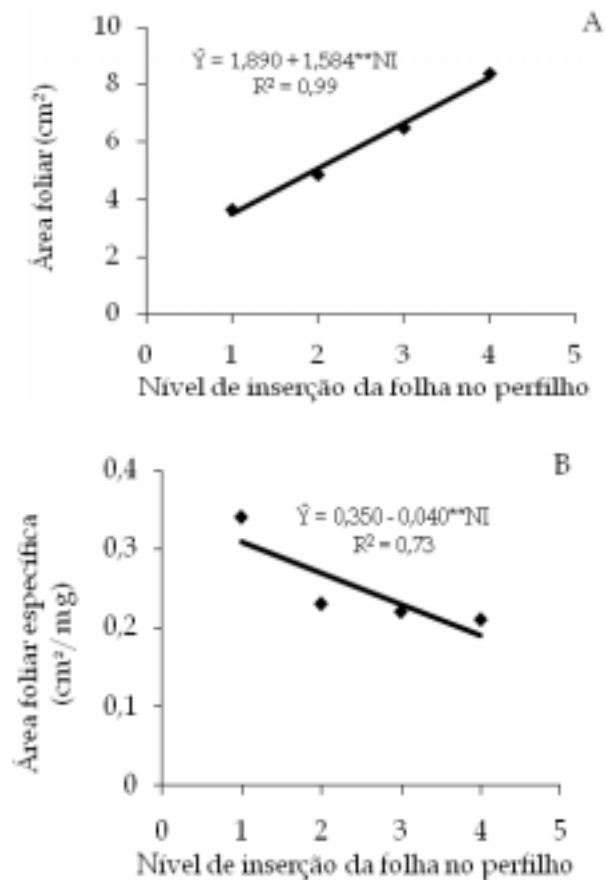 A
10
8
6
4
2
0
Ŷ = 1,890 + 1,584**NI
R² = 0,99
Área foliar (cm²)
0 1 2 3 4 5
Nível de inserção da folha no perfilho
B
0,4
0,3
0,2
0,1
0
Ŷ = 0,350 - 0,040**NI
R² = 0,73
Área foliar específica
(cm²/ mg)
0 1 2 3 4 5
Nível de inserção da folha no perfilho